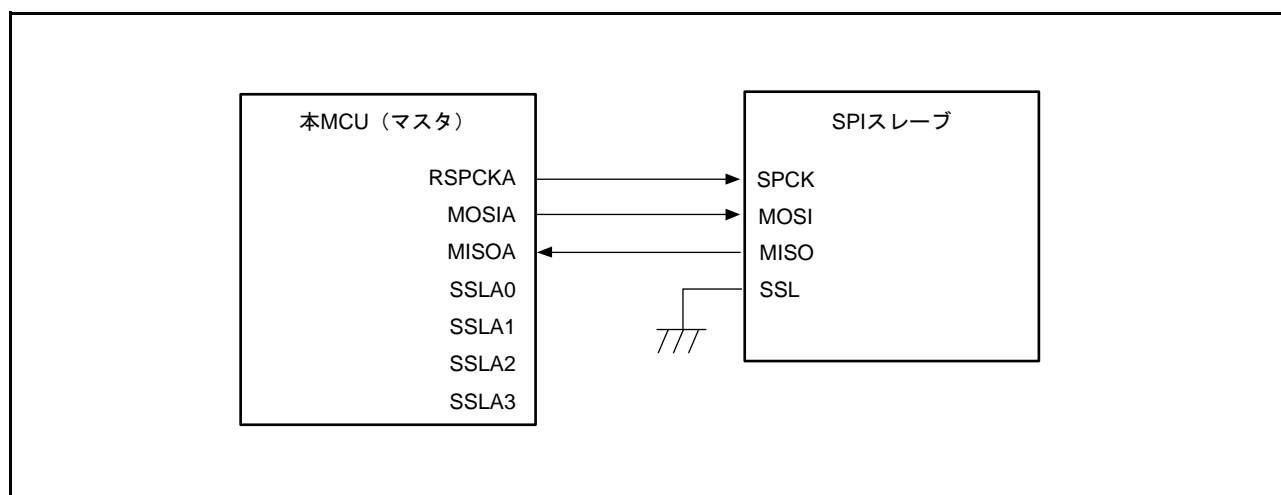 本MCU（マスタ）
RSPCKA
MOSIA
MISOA
SSLA0
SSLA1
SSLA2
SSLA3
SPIスレーブ
SPCK
MOSI
MISO
SSL